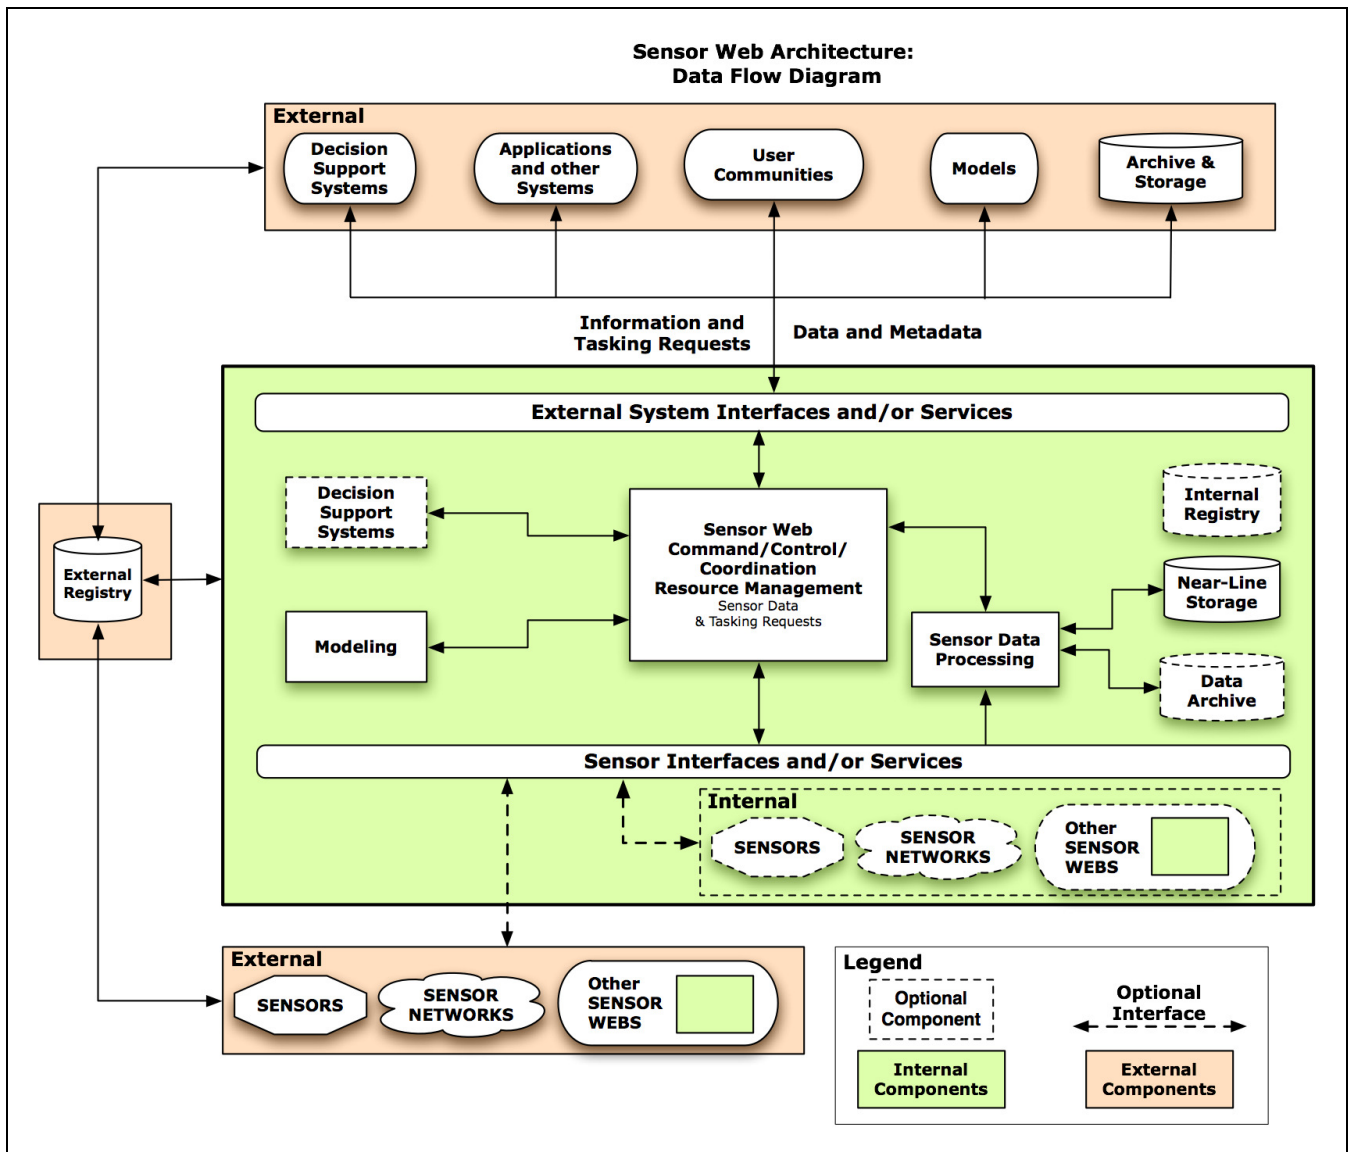 Sensor Web Architecture:
Data Flow Diagram
External
Decision
Support
Systems
Applications
and other
Systems
User
Communities
Models
Archive &
Storage
Information and
Tasking Requests
Data and Metadata
External System Interfaces and/or Services
Decision
Support
Systems
Sensor Web
Command/Control/
Coordination
Resource Management
Sensor Data
& Tasking Requests
Internal
Registry
External
Registry
Near-Line
Storage
Modeling
Sensor Data
Processing
Data
Archive
Sensor Interfaces and/or Services
Internal
SENSORS
SENSOR
NETWORKS
Other
SENSOR
WEBS
External
SENSORS
SENSOR
NETWORKS
Other
SENSOR
WEBS
Legend
Optional
Component
Optional
Interface
Internal
Components
External
Components